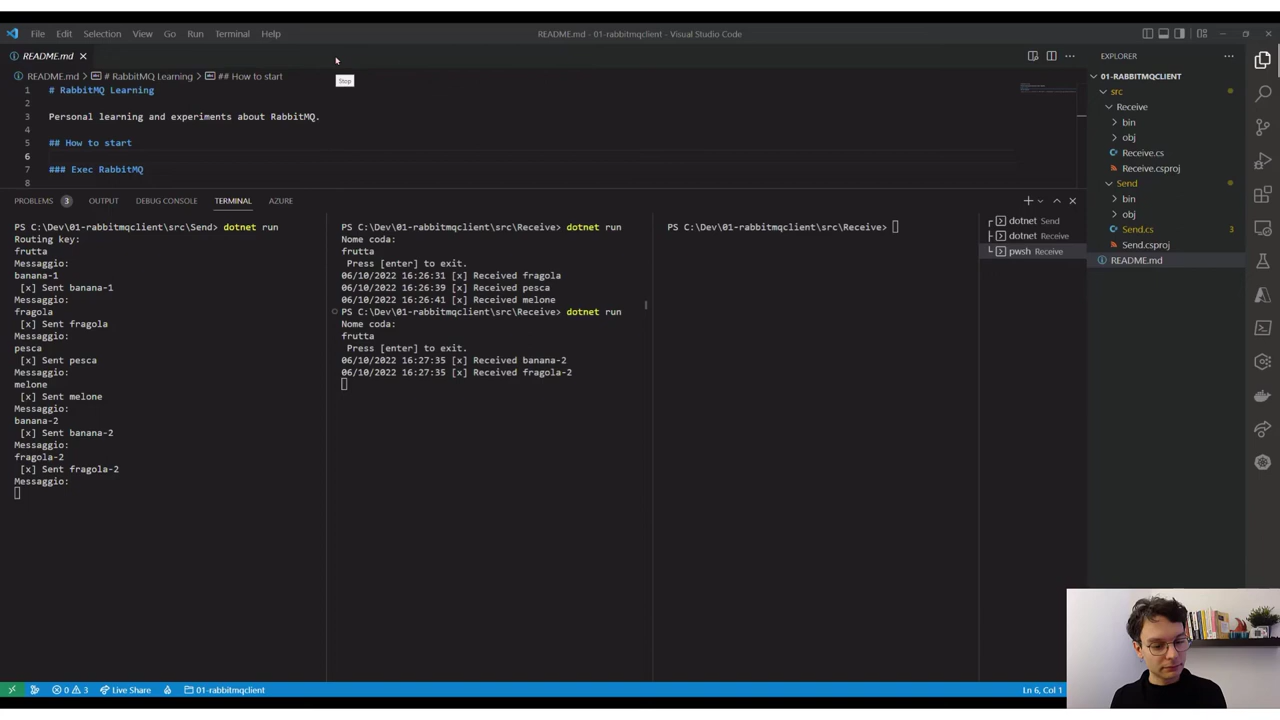 File Edit Selection View Go Run Terminal Help
README.md - 01-rabbitmqclient - Visual Studio Code
README.md
Stop
README.md > # RabbitMQ Learning > ## How to start
1 # RabbitMQ Learning
2
3 Personal learning and experiments about RabbitMQ.
4
5 ## How to start
6
7 ### Exec RabbitMQ
8
PROBLEMS 3 OUTPUT DEBUG CONSOLE TERMINAL AZURE
PS C:\Dev\01-rabbitmqclient\src\Send> dotnet run
Routing key:
frutta
Messaggio:
banana-1
[x] Sent banana-1
Messaggio:
fragola
[x] Sent fragola
Messaggio:
pesca
[x] Sent pesca
Messaggio:
melone
[x] Sent melone
Messaggio:
banana-2
[x] Sent banana-2
Messaggio:
fragola-2
[x] Sent fragola-2
Messaggio:
PS C:\Dev\01-rabbitmqclient\src\Receive> dotnet run
Nome coda:
frutta
Press [enter] to exit.
06/10/2022 16:26:31 [x] Received fragola
06/10/2022 16:26:39 [x] Received pesca
06/10/2022 16:26:41 [x] Received melone
PS C:\Dev\01-rabbitmqclient\src\Receive> dotnet run
Nome coda:
frutta
Press [enter] to exit.
06/10/2022 16:27:35 [x] Received banana-2
06/10/2022 16:27:35 [x] Received fragola-2
PS C:\Dev\01-rabbitmqclient\src\Receive>
dotnet Send
dotnet Receive
pwsh Receive
EXPLORER
01-RABBITMQCLIENT
src
Receive
bin
obj
Receive.cs
Receive.csproj
Send
bin
obj
Send.cs 3
Send.csproj
README.md
0 3 Live Share 01-rabbitmqclient
Ln 6, Col 1